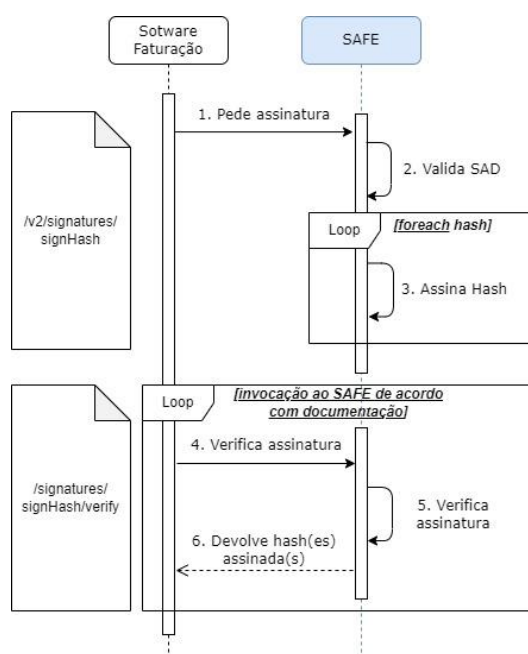 Sotware
Faturação
SAFE
1. Pede assinatura
2. Valida SAD
/v2/signatures/
signHash
Loop
[foreach hash]
3. Assina Hash
Loop
[invocação ao SAFE de acordo
com documentação]
4. Verifica assinatura
/signatures/
signHash/verify
5. Verifica
assinatura
6. Devolve hash(es)
assinada(s)